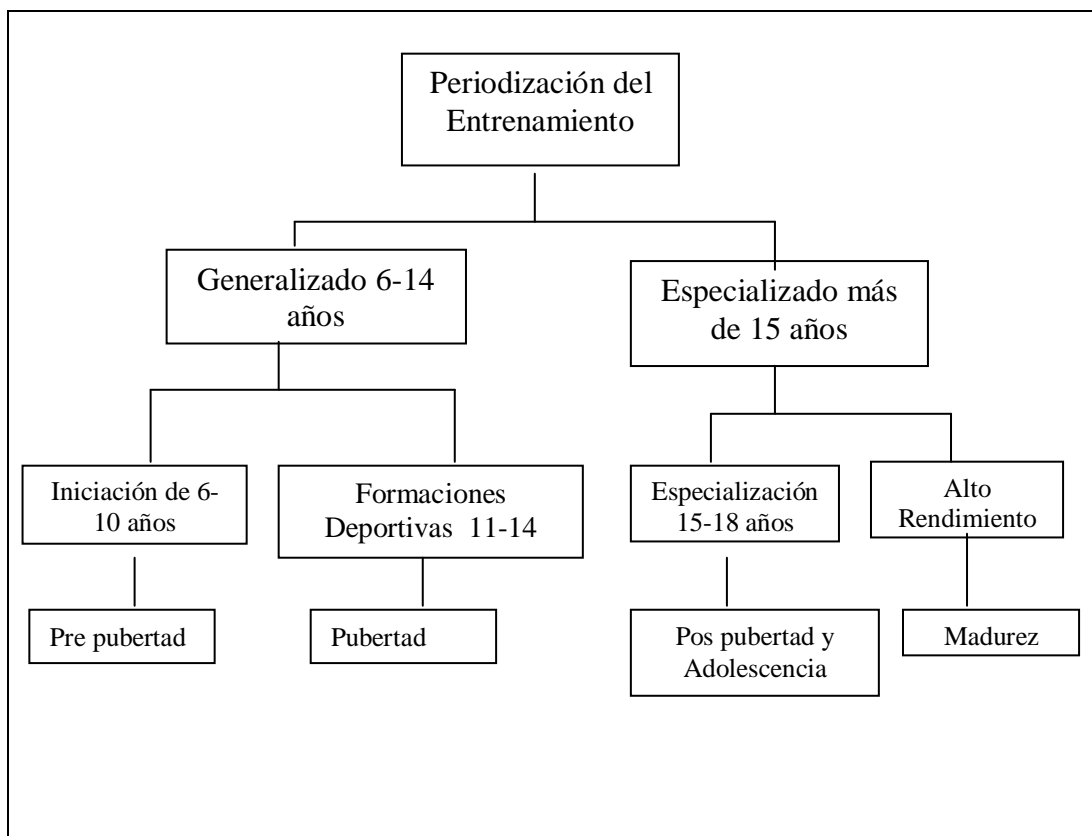 Periodización del
Entrenamiento
Generalizado 6-14
años
Especializado más
de 15 años
Iniciación de 6-
10 años
Formaciones
Deportivas 11-14
Especialización
15-18 años
Alto
Rendimiento
Pre pubertad
Pubertad
Pos pubertad y
Adolescencia
Madurez